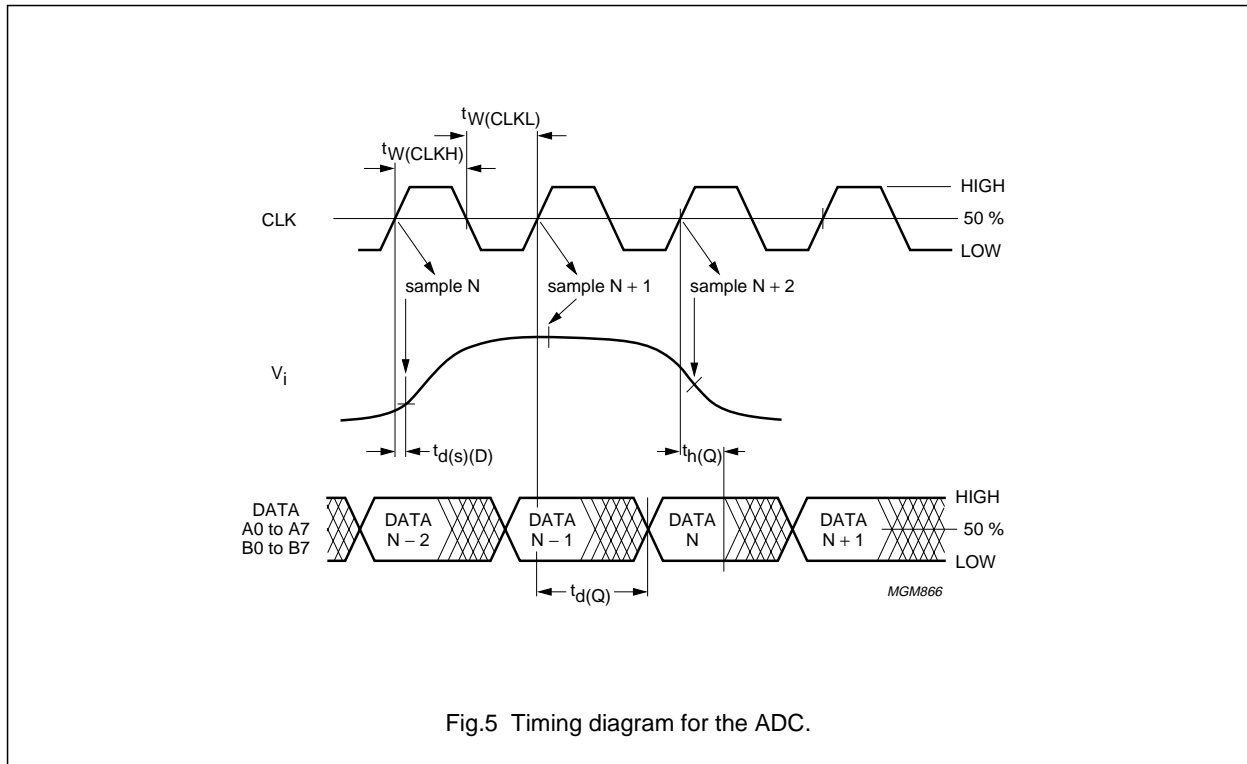 tW(CLKL)
tW(CLKH)
HIGH
CLK
50 %
LOW
sample N
sample N + 1
sample N + 2
Vi
td(s)(D)
th(Q)
HIGH
DATA
A0 to A7
B0 to B7
DATA
N − 2
DATA
N − 1
DATA
N
DATA
N + 1
50 %
LOW
td(Q)
MGM866
Fig.5 Timing diagram for the ADC.